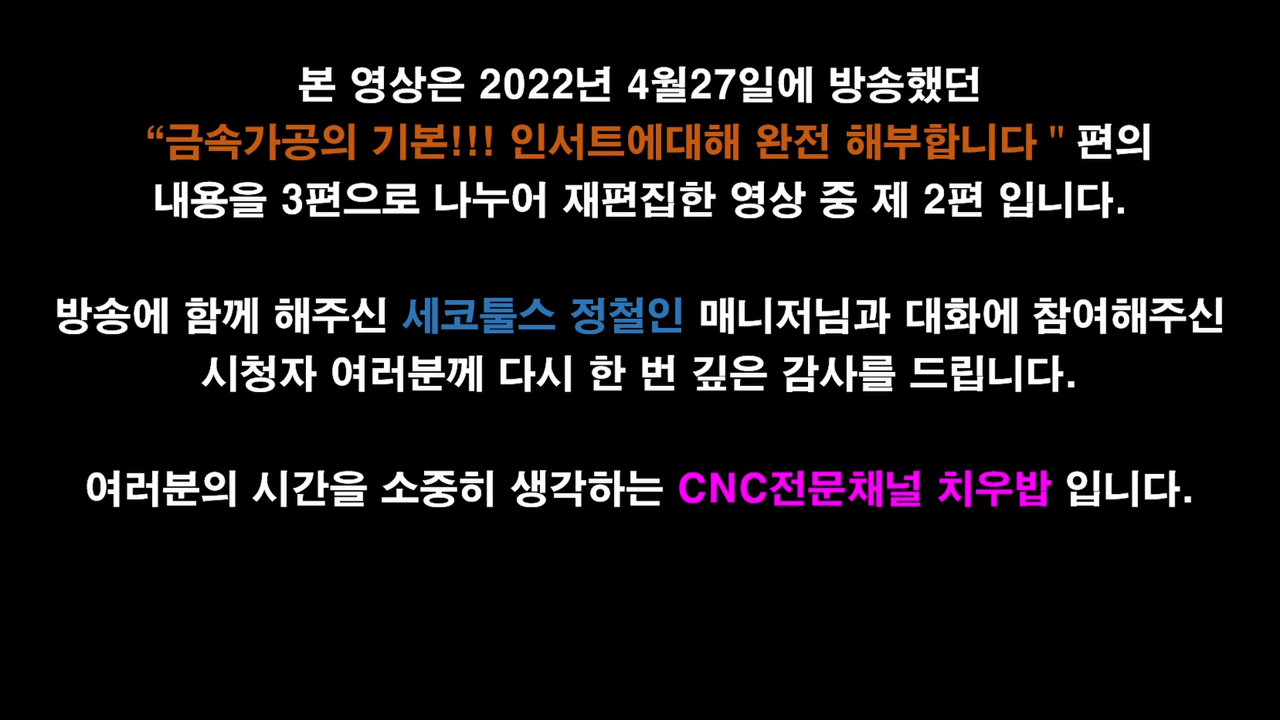 본 영상은 2022년 4월27일에 방송했던
“금속가공의 기본!!! 인서트에대해 완전 해부합니다 " 편의
내용을 3편으로 나누어 재편집한 영상 중 제 2편 입니다.
방송에 함께 해주신 세코툴스 정철인 매니저님과 대화에 참여해주신
시청자 여러분께 다시 한 번 깊은 감사를 드립니다.
여러분의 시간을 소중히 생각하는 CNC전문채널 치우밥 입니다.